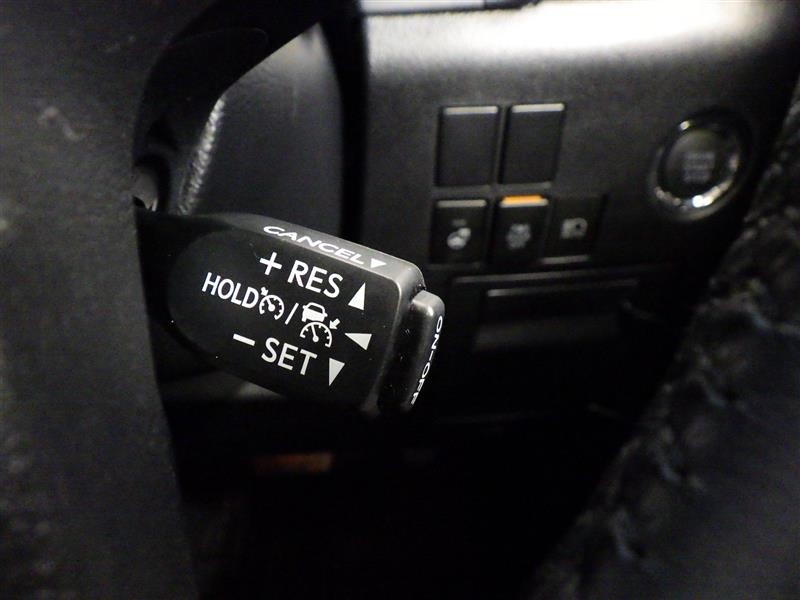 CANCEL
+ RES
HOLD /
− SET
ON-OFF